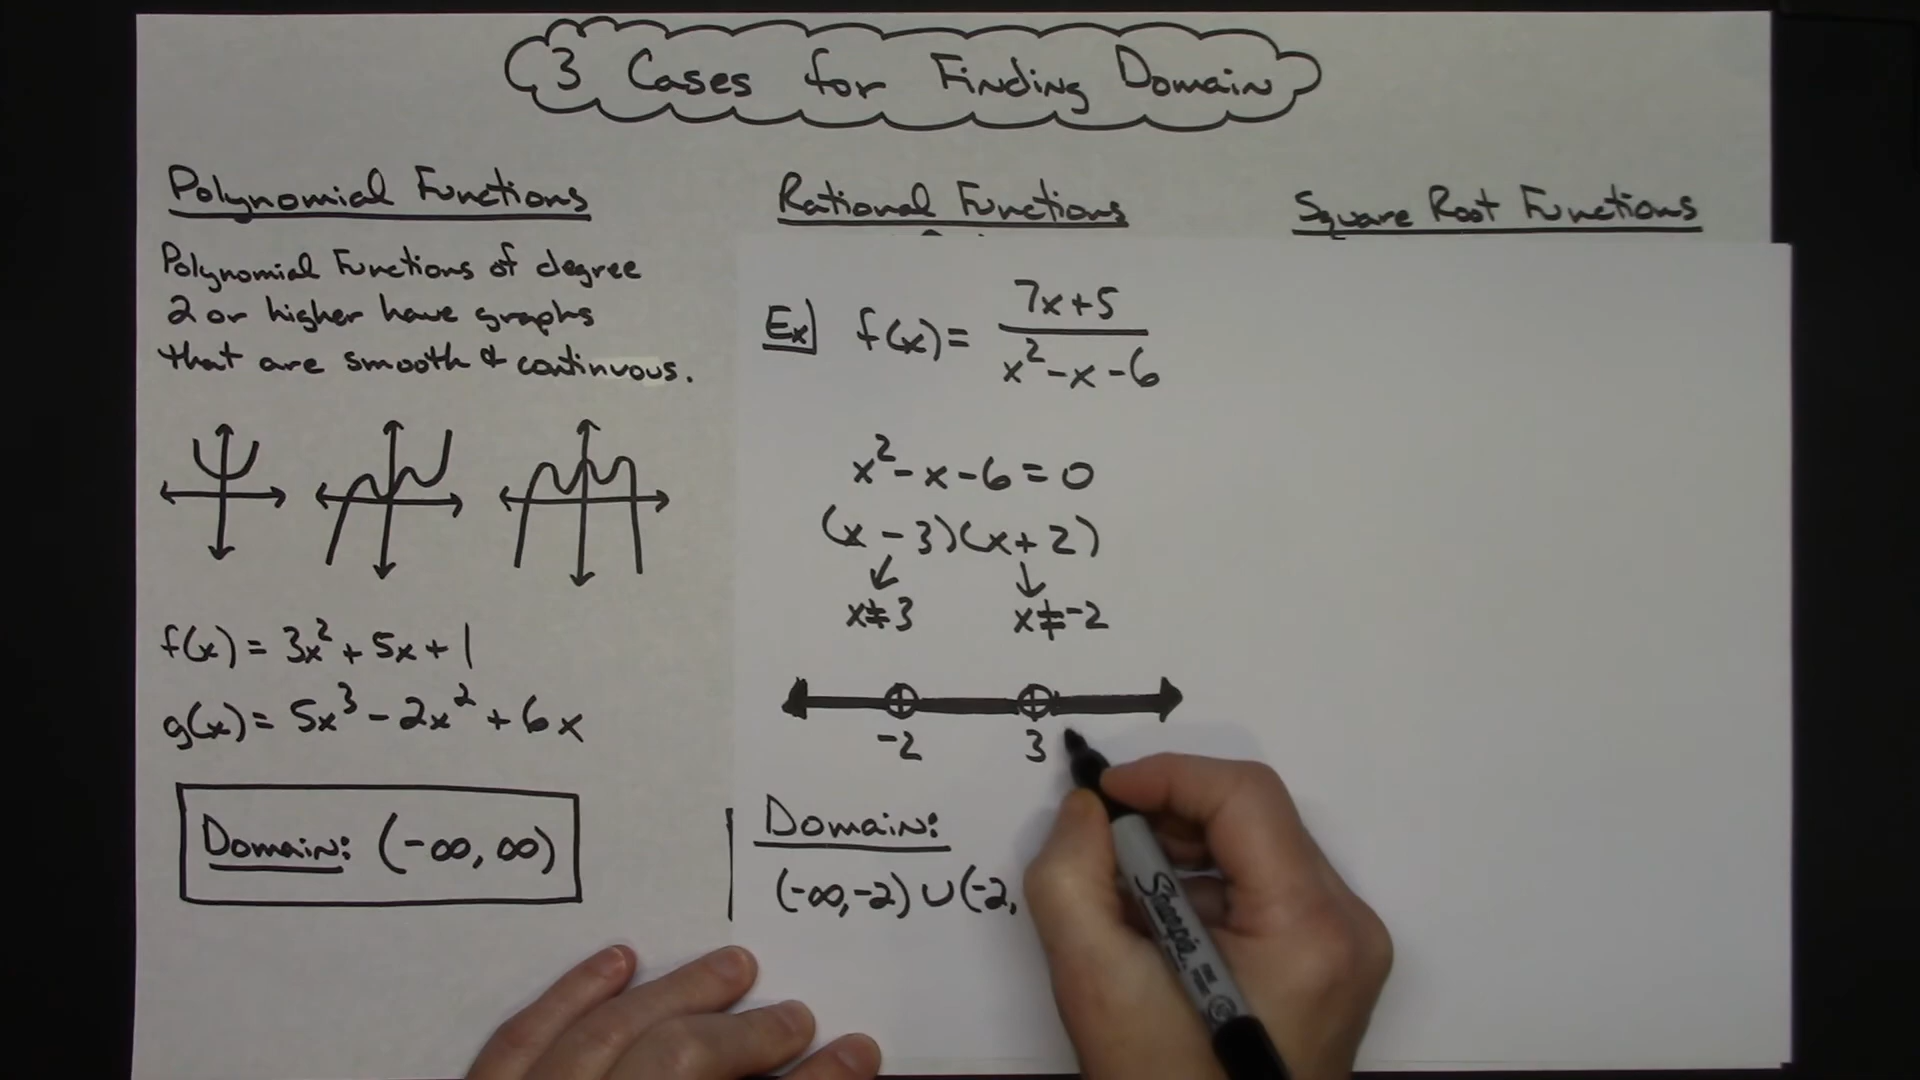 3 Cases for Finding Domain
Polynomial Functions
Polynomial Functions of degree
2 or higher have graphs
that are smooth & continuous.
f(x) = 3x² + 5x + 1
g(x) = 5x³ - 2x² + 6x
Domain: (-∞, ∞)
Rational Functions
Ex] f(x) = 7x+5
x² - x - 6
x² - x - 6 = 0
(x - 3)(x + 2)
x≠3 x≠-2
-2 3
Domain:
(-∞,-2) ∪ (-2,
Square Root Functions
Sharpie